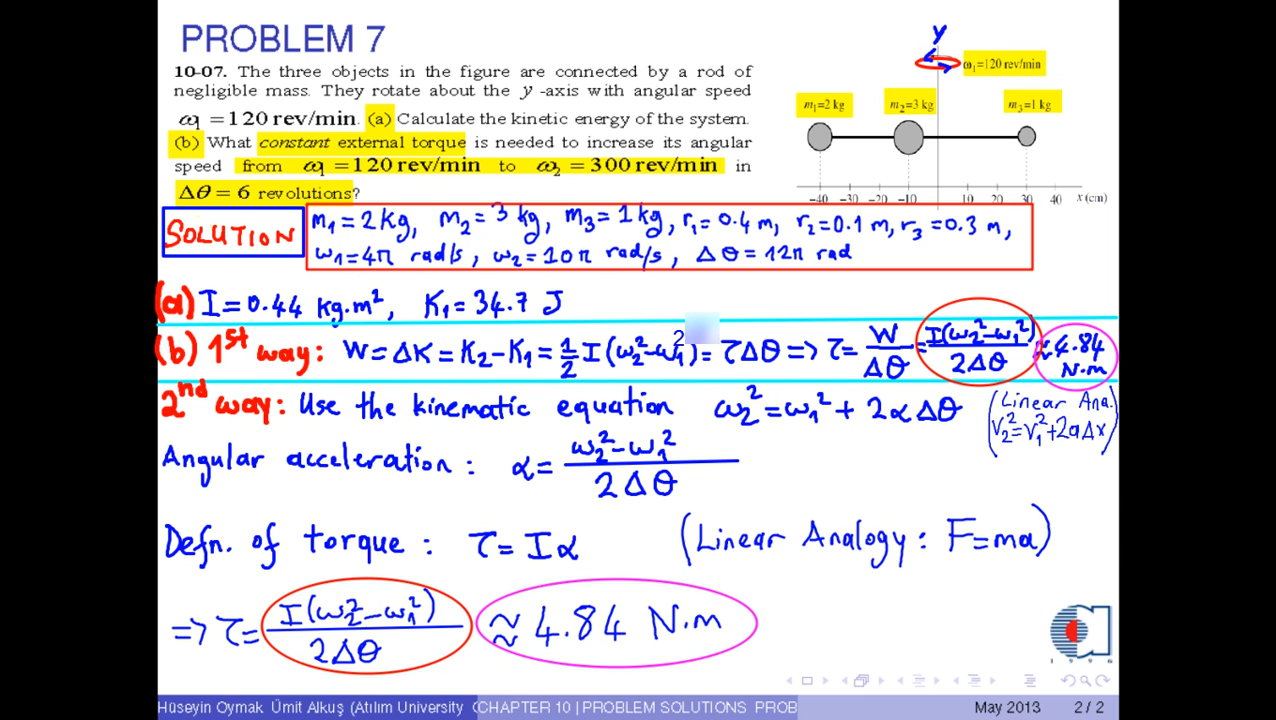 PROBLEM 7
10-07. The three objects in the figure are connected by a rod of
negligible mass. They rotate about the y -axis with angular speed
ω₁ = 120 rev/min. (a) Calculate the kinetic energy of the system.
(b) What constant external torque is needed to increase its angular
speed from ω₁ = 120 rev/min to ω₂ = 300 rev/min in
Δθ = 6 revolutions?
y
ω₁=120 rev/min
m₁=2 kg m₂=3 kg m₃=1 kg
-40 -30 -20 -10 10 20 30 40 x (cm)
SOLUTION
m₁ = 2 kg, m₂ = 3 kg, m₃ = 1 kg, r₁ = 0.4 m, r₂ = 0.1 m, r₃ = 0.3 m,
ω₁ = 4π rad/s, ω₂ = 10π rad/s, Δθ = 12π rad
(a) I = 0.44 kg.m², K₁ = 34.7 J
(b) 1st way: W = ΔK = K₂ - K₁ = 1/2 I (ω₂² - ω₁²) = τΔθ => τ = W/Δθ = I(ω₂² - ω₁²)/2Δθ ≈ 4.84 N.m
2nd way: Use the kinematic equation ω₂² = ω₁² + 2αΔθ (Linear Ana. V₂² = V₁² + 2aΔx)
Angular acceleration: α = ω₂² - ω₁²/2Δθ
Defn. of torque: τ = Iα (Linear Analogy: F = ma)
=> τ = I(ω₂² - ω₁²)/2Δθ ≈ 4.84 N.m
1 9 9 6
Hüseyin Oymak, Ümit Alkuş (Atılım University CHAPTER 10 | PROBLEM SOLUTIONS PROB May 2013 2 / 2